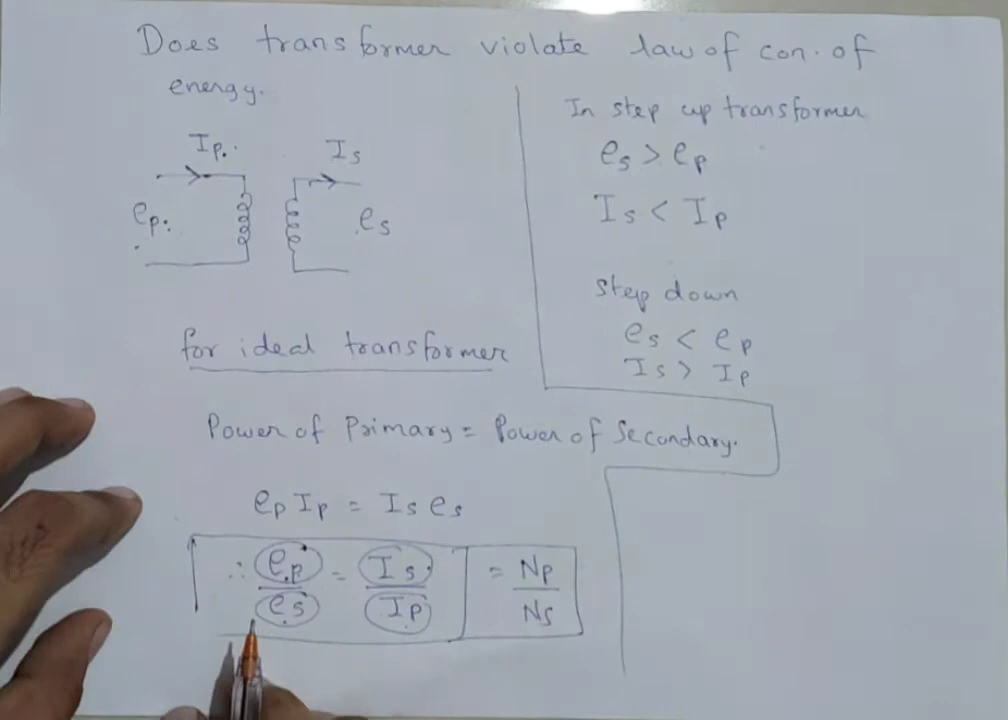 Does transformer violate law of con. of
energy.
Ip.
Is
ep.
es
for ideal transformer
Power of Primary = Power of Secondary.
ep Ip = Is es
∴ ep/es = Is/Ip = Np/Ns
In step up transformer
es > ep
Is < Ip
Step down
es < ep
Is > Ip